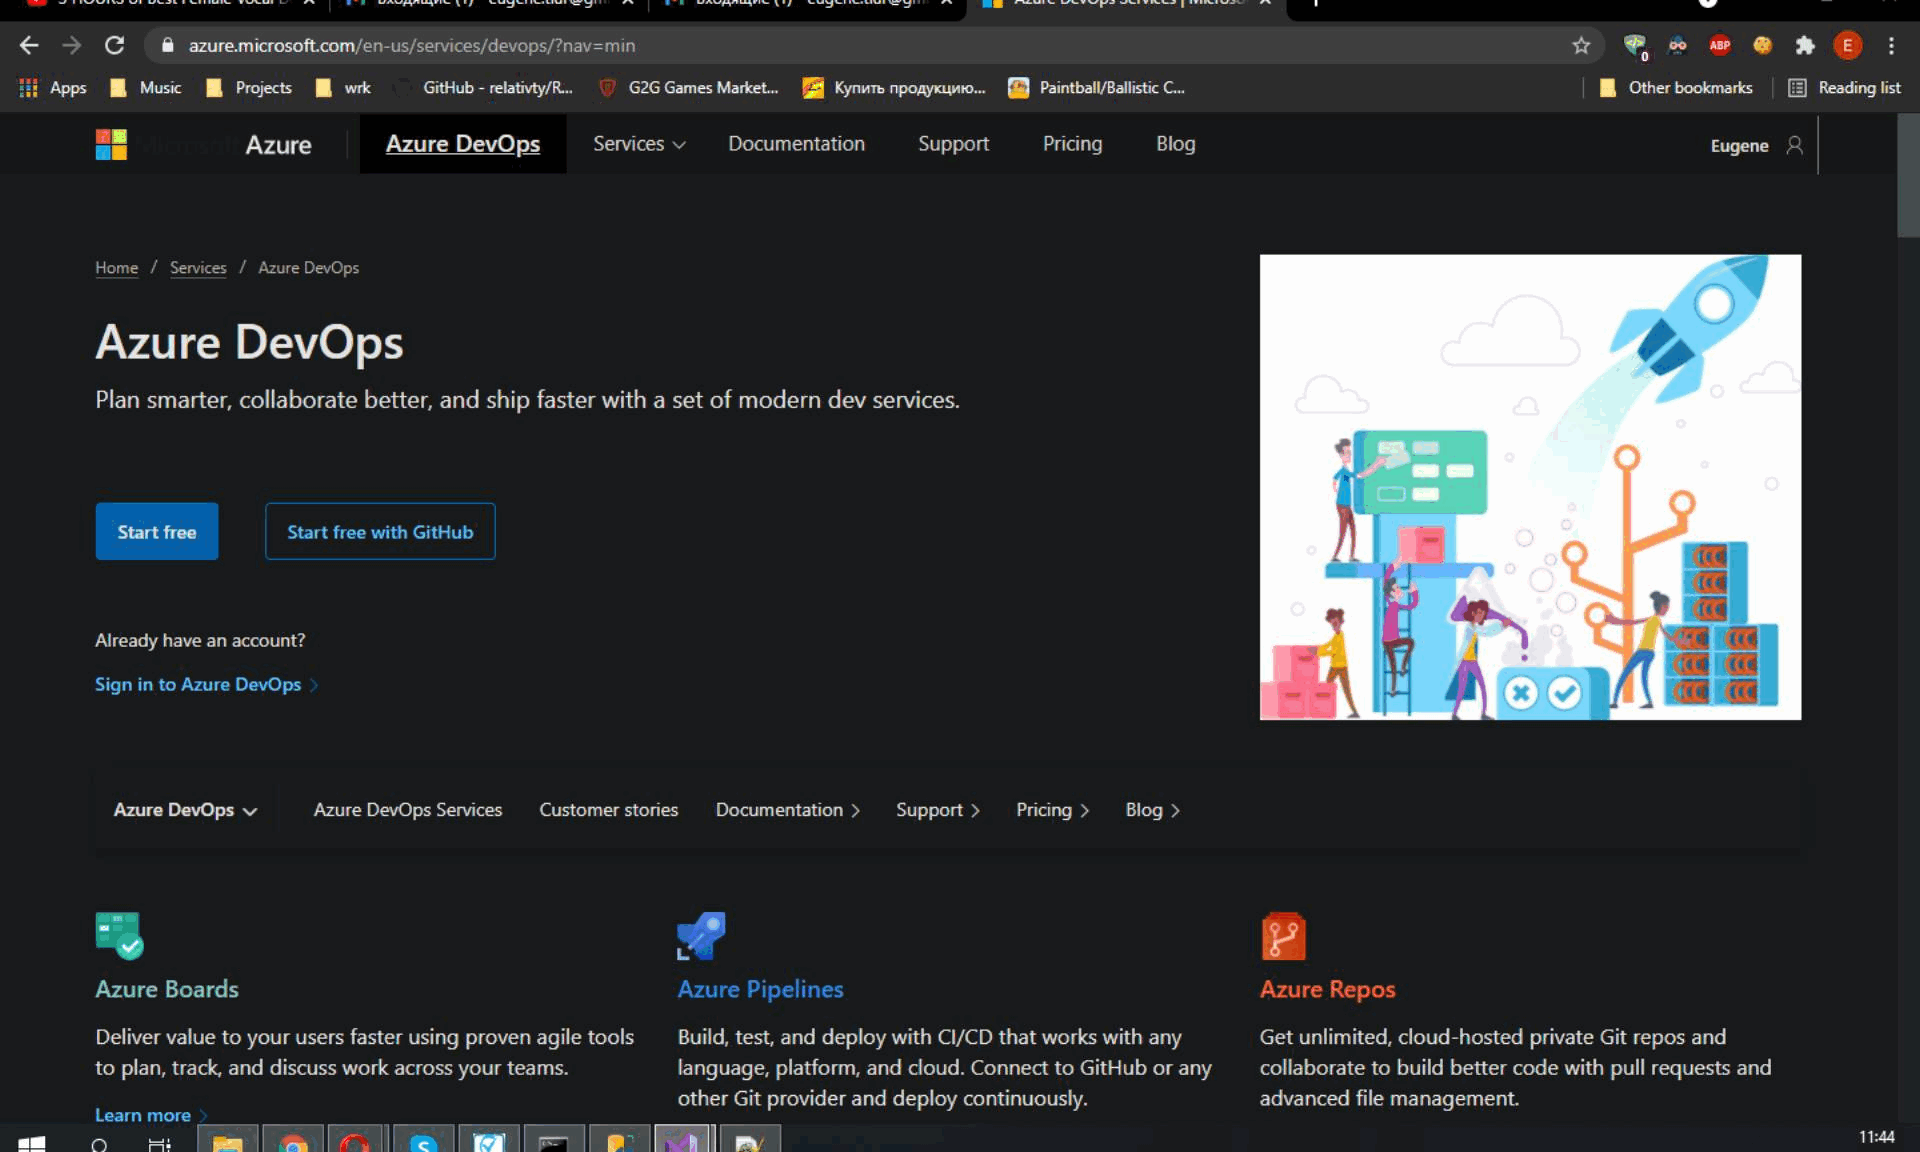 3 HOURS of Best Female Vocal
Входящие (1) - eugene.tidr@gm
Входящие (1) - eugene.tidr@gm
Azure DevOps Services | Microso
azure.microsoft.com/en-us/services/devops/?nav=min
0
ABP
E
Apps
Music
Projects
wrk
GitHub - relativty/R...
G2G Games Market...
Купить продукцию...
Paintball/Ballistic C...
Other bookmarks
Reading list
Microsoft Azure
Azure DevOps
Services
Documentation
Support
Pricing
Blog
Eugene
Home / Services / Azure DevOps
Azure DevOps
Plan smarter, collaborate better, and ship faster with a set of modern dev services.
Start free
Start free with GitHub
Already have an account?
Sign in to Azure DevOps
Azure DevOps
Azure DevOps Services
Customer stories
Documentation
Support
Pricing
Blog
Azure Boards
Deliver value to your users faster using proven agile tools
to plan, track, and discuss work across your teams.
Learn more
Azure Pipelines
Build, test, and deploy with CI/CD that works with any
language, platform, and cloud. Connect to GitHub or any
other Git provider and deploy continuously.
Azure Repos
Get unlimited, cloud-hosted private Git repos and
collaborate to build better code with pull requests and
advanced file management.
11:44